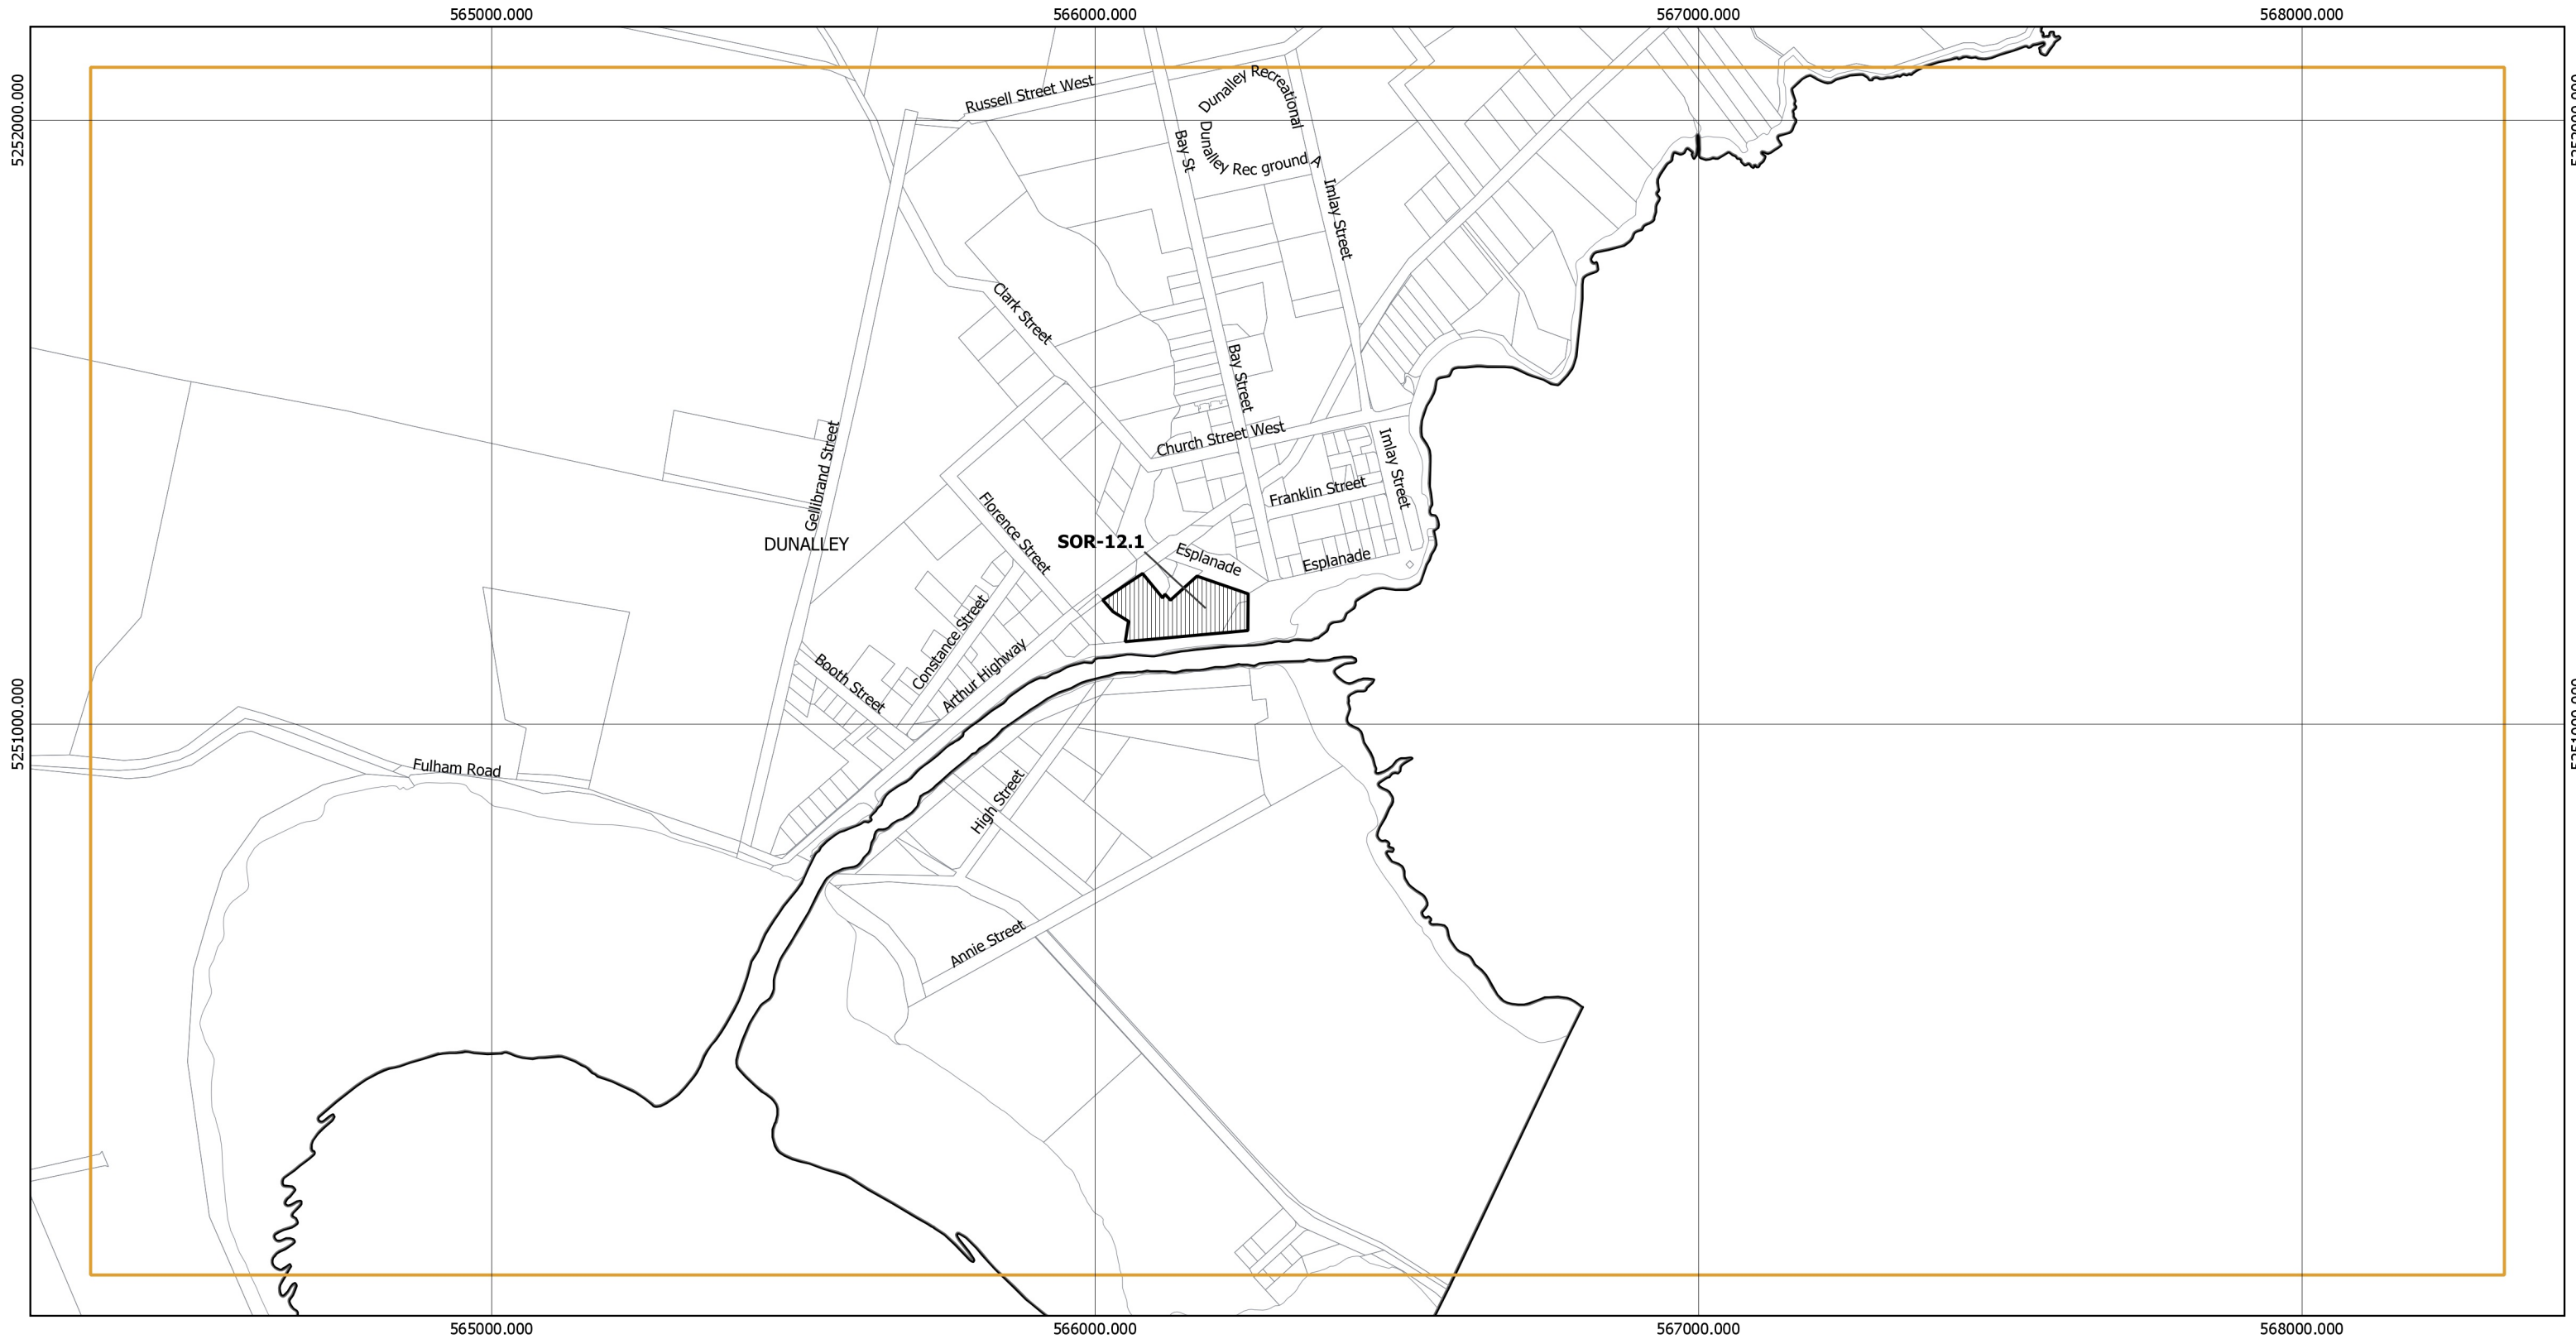 565000.000
566000.000
567000.000
568000.000
5252000.000
Russell Street West
Dunalley Recreational
Dunalley Rec ground A
Bay St
Imlay Street
Clark Street
Bay Street
Church Street West
Imlay Street
Gellibrand Street
Franklin Street
Florence Street
SOR-12.1
DUNALLEY
Esplanade
Esplanade
Constance Street
Arthur Highway
Booth Street
5251000.000
Fulham Road
High Street
Annie Street
565000.000
566000.000
567000.000
568000.000